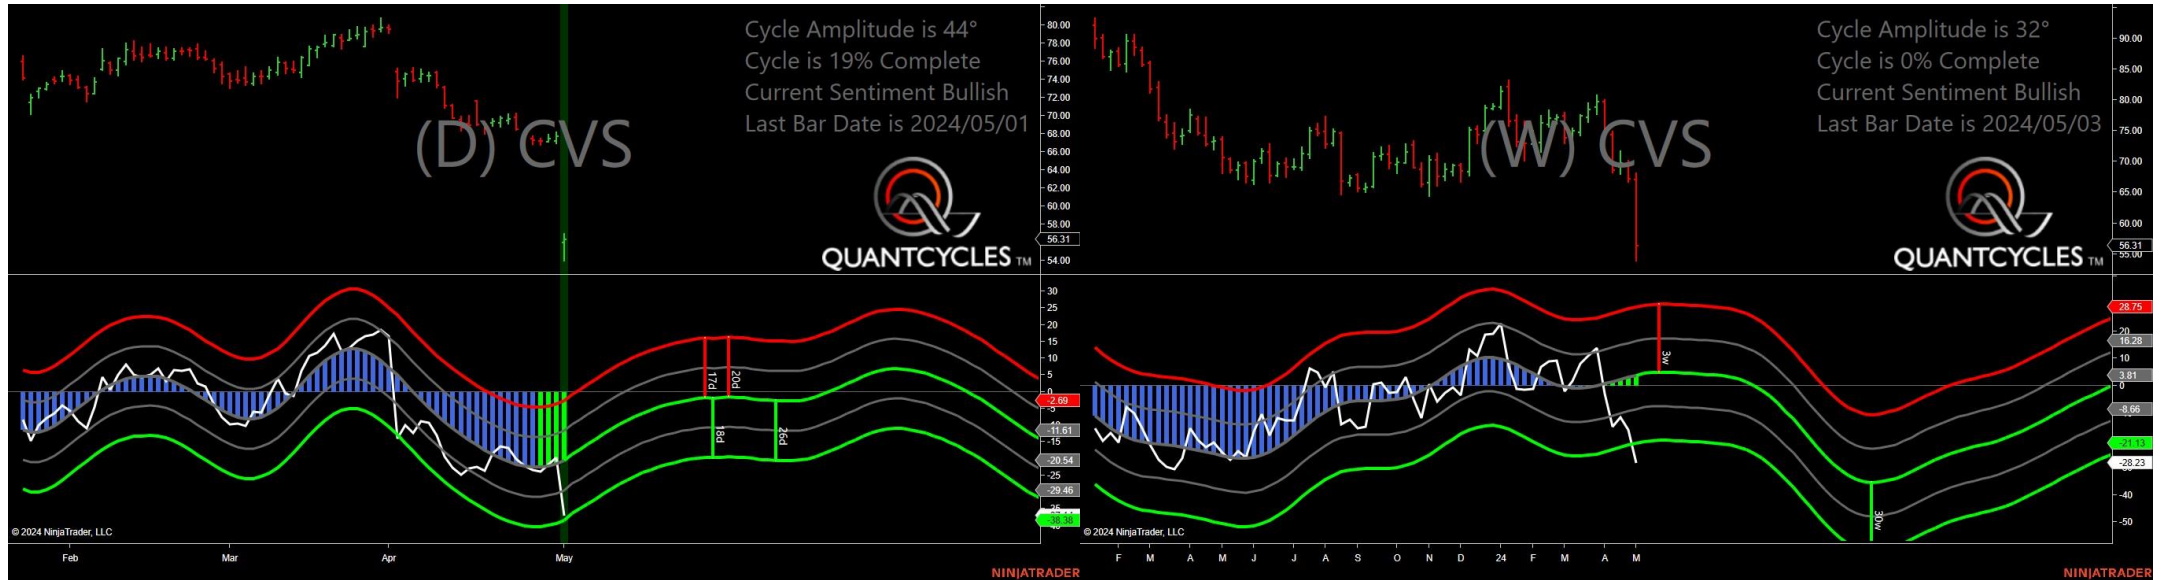 Cycle Amplitude is 44°
Cycle is 19% Complete
Current Sentiment Bullish
Last Bar Date is 2024/05/01
(D) CVS
QUANTCYCLES TM
80.00
78.00
76.00
74.00
72.00
70.00
68.00
66.00
64.00
62.00
60.00
58.00
56.31
54.00
30
25
20
15
10
5
0
-2.69
-5
-11.61
-15
-20.54
-25
-29.46
-38.38
17d
20d
18d
26d
© 2024 NinjaTrader, LLC
Feb
Mar
Apr
May
NINJATRADER
Cycle Amplitude is 32°
Cycle is 0% Complete
Current Sentiment Bullish
Last Bar Date is 2024/05/03
(W) CVS
QUANTCYCLES TM
90.00
85.00
80.00
75.00
70.00
65.00
60.00
56.31
55.00
28.75
20
16.28
10
3.81
0
-8.66
-21.13
-28.23
-40
-50
3w
30w
© 2024 NinjaTrader, LLC
F
M
A
M
J
J
A
S
O
N
D
24
F
M
A
M
NINJATRADER